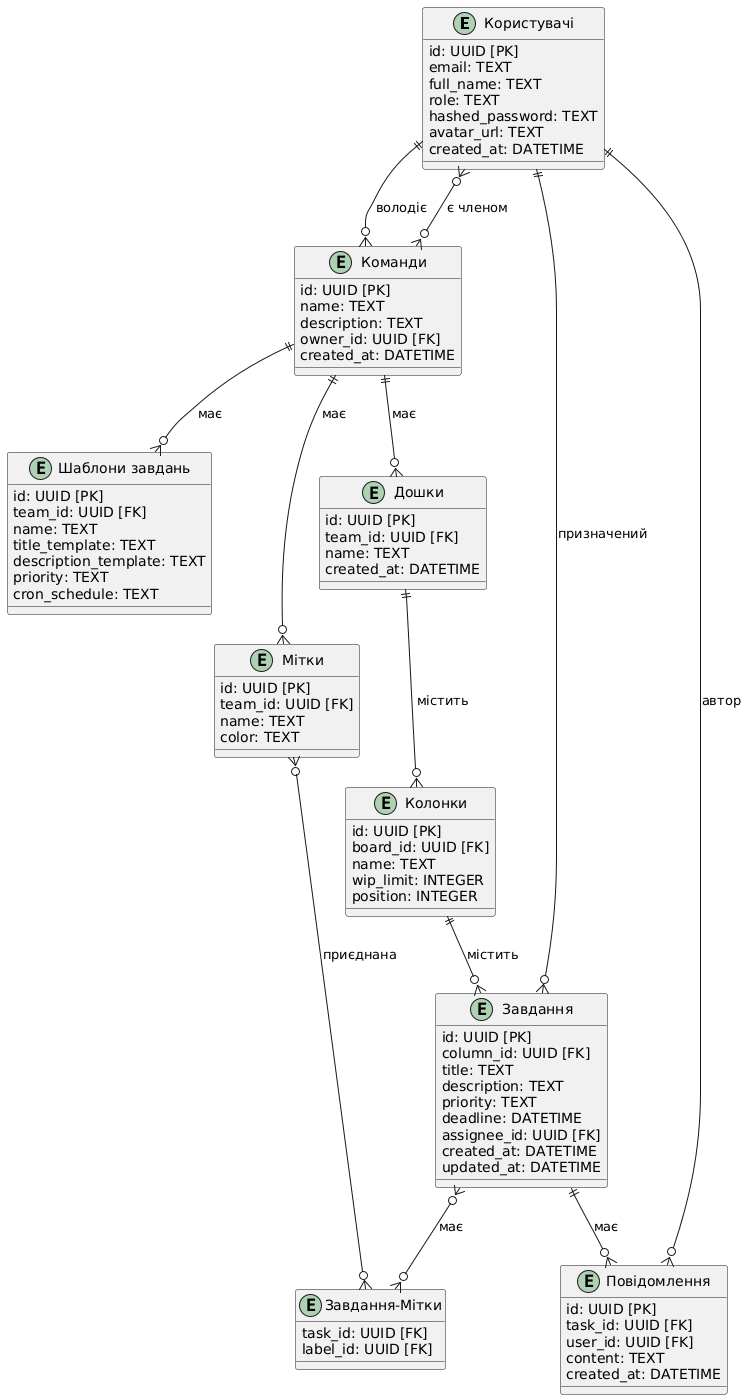 E Користувачі
id: UUID [PK]
email: TEXT
full_name: TEXT
role: TEXT
hashed_password: TEXT
avatar_url: TEXT
created_at: DATETIME
володіє
є членом
E Команди
id: UUID [PK]
name: TEXT
description: TEXT
owner_id: UUID [FK]
created_at: DATETIME
має
має
має
E Шаблони завдань
id: UUID [PK]
team_id: UUID [FK]
name: TEXT
title_template: TEXT
description_template: TEXT
priority: TEXT
cron_schedule: TEXT
E Дошки
id: UUID [PK]
team_id: UUID [FK]
name: TEXT
created_at: DATETIME
призначений
E Мітки
id: UUID [PK]
team_id: UUID [FK]
name: TEXT
color: TEXT
містить
автор
E Колонки
id: UUID [PK]
board_id: UUID [FK]
name: TEXT
wip_limit: INTEGER
position: INTEGER
приєднана
містить
E Завдання
id: UUID [PK]
column_id: UUID [FK]
title: TEXT
description: TEXT
priority: TEXT
deadline: DATETIME
assignee_id: UUID [FK]
created_at: DATETIME
updated_at: DATETIME
має
має
E Завдання-Мітки
task_id: UUID [FK]
label_id: UUID [FK]
E Повідомлення
id: UUID [PK]
task_id: UUID [FK]
user_id: UUID [FK]
content: TEXT
created_at: DATETIME